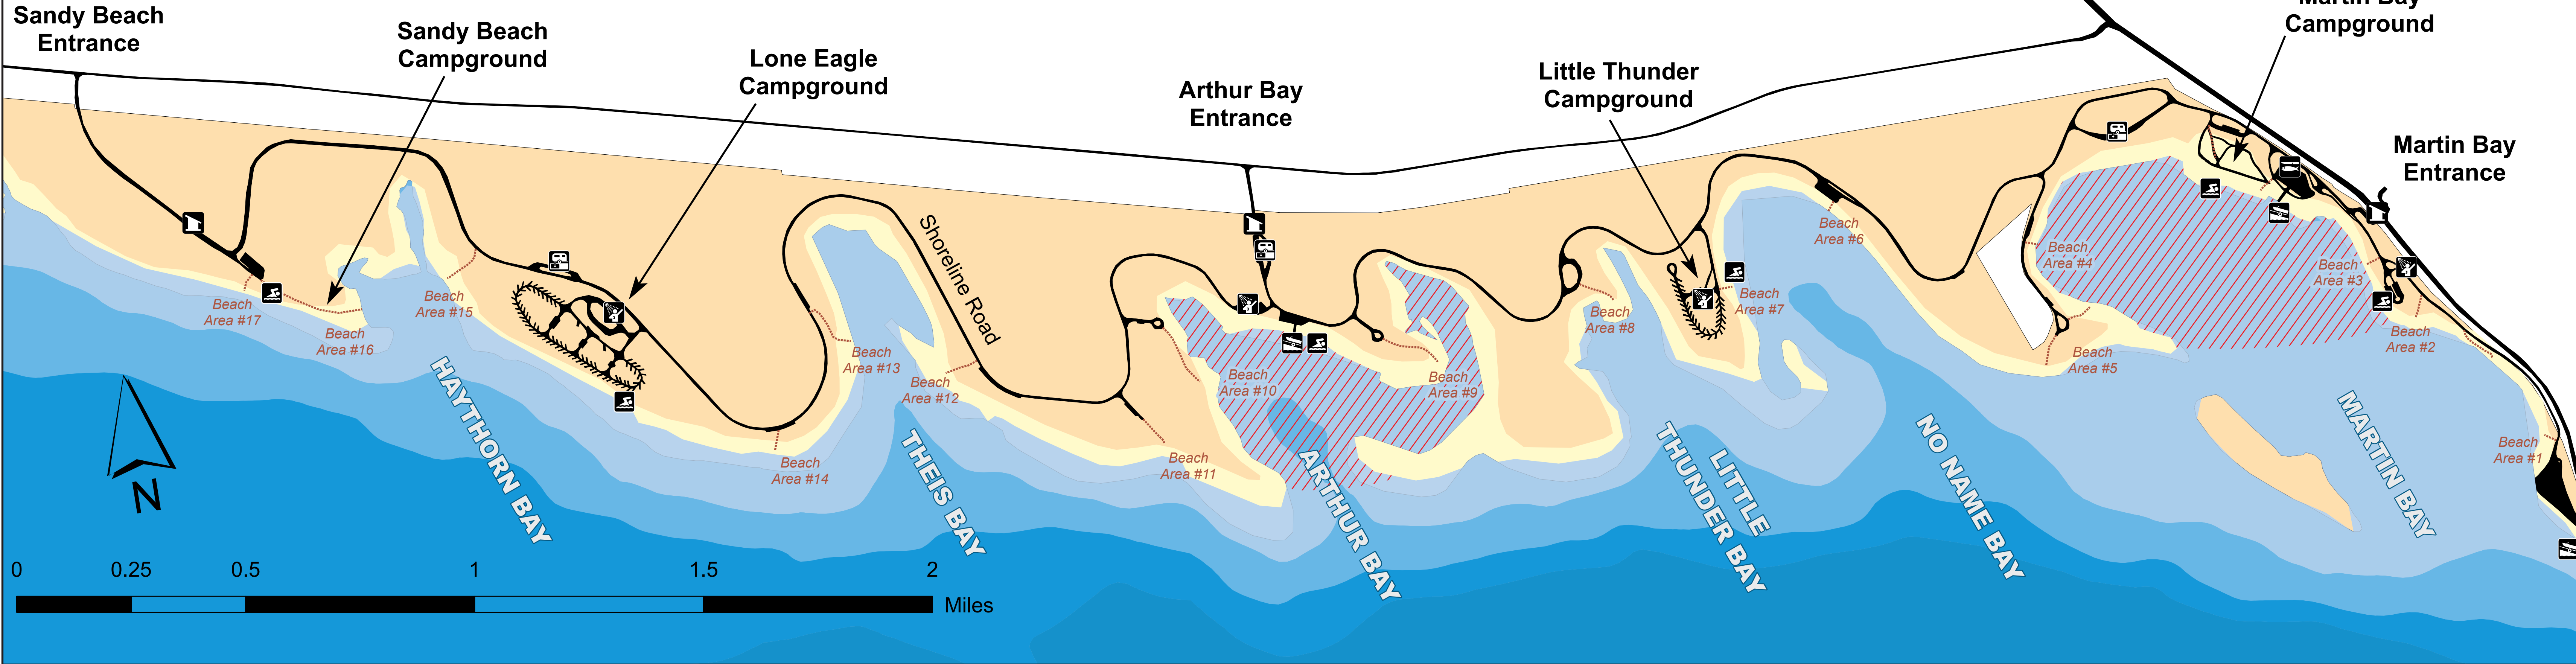 Sandy Beach
Entrance
Sandy Beach
Campground
Lone Eagle
Campground
Arthur Bay
Entrance
Little Thunder
Campground
Martin Bay
Campground
Martin Bay
Entrance
Shoreline Road
Beach
Area #17
Beach
Area #16
Beach
Area #15
Beach
Area #14
Beach
Area #13
Beach
Area #12
Beach
Area #11
Beach
Area #10
Beach
Area #9
Beach
Area #8
Beach
Area #7
Beach
Area #6
Beach
Area #5
Beach
Area #4
Beach
Area #3
Beach
Area #2
Beach
Area #1
HAYTHORN BAY
THEIS BAY
ARTHUR BAY
LITTLE
THUNDER BAY
NO NAME BAY
MARTIN BAY
N
0 0.25 0.5 1 1.5 2
Miles